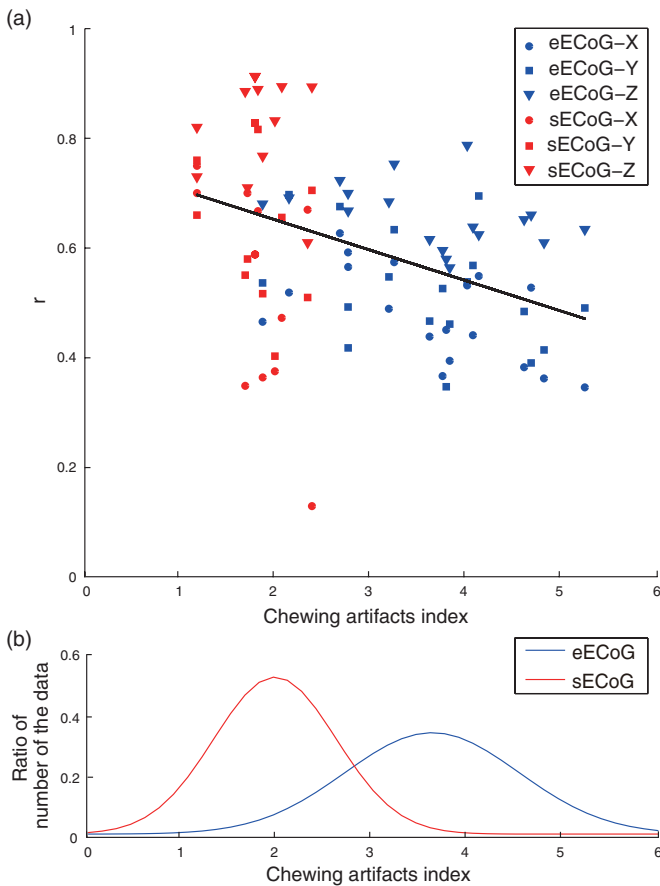 (a)
1
0.8
0.6
0.4
0.2
0
r
eECoG–X
eECoG–Y
eECoG–Z
sECoG–X
sECoG–Y
sECoG–Z
0 1 2 3 4 5 6
Chewing artifacts index
(b)
0.6
0.4
0.2
0
Ratio of
number of the data
eECoG
sECoG
0 1 2 3 4 5 6
Chewing artifacts index